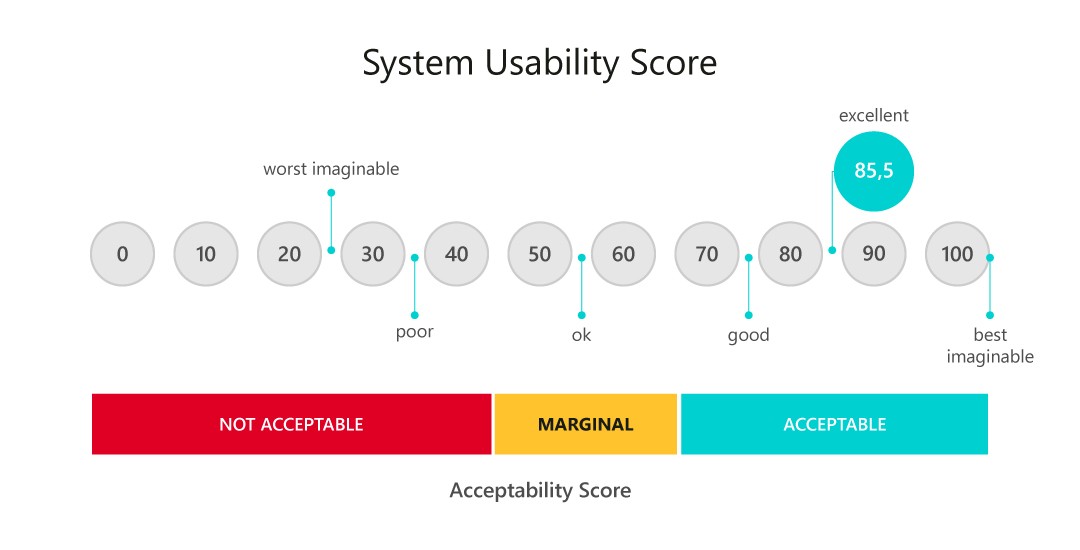 System Usability Score
excellent
85,5
worst imaginable
0 10 20 30 40 50 60 70 80 90 100
poor
ok
good
best
imaginable
NOT ACCEPTABLE
MARGINAL
ACCEPTABLE
Acceptability Score